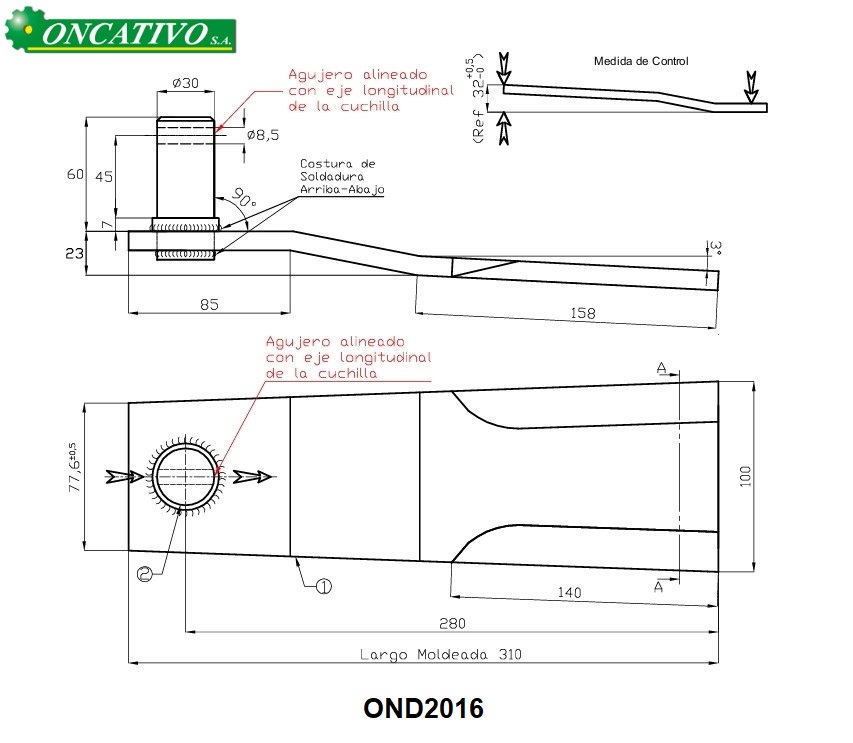 ONCATIVO S.A.
Medida de Control
(Ref 32 +0,5 -0)
Agujero alineado
con eje longitudinal
de la cuchilla
Ø30
Ø8,5
Costura de
Soldadura
Arriba-Abajo
60
45
7
90°
23
3°
85
158
Agujero alineado
con eje longitudinal
de la cuchilla
A
77,6±0,5
100
2
1
A
140
280
Largo Moldeada 310
OND2016